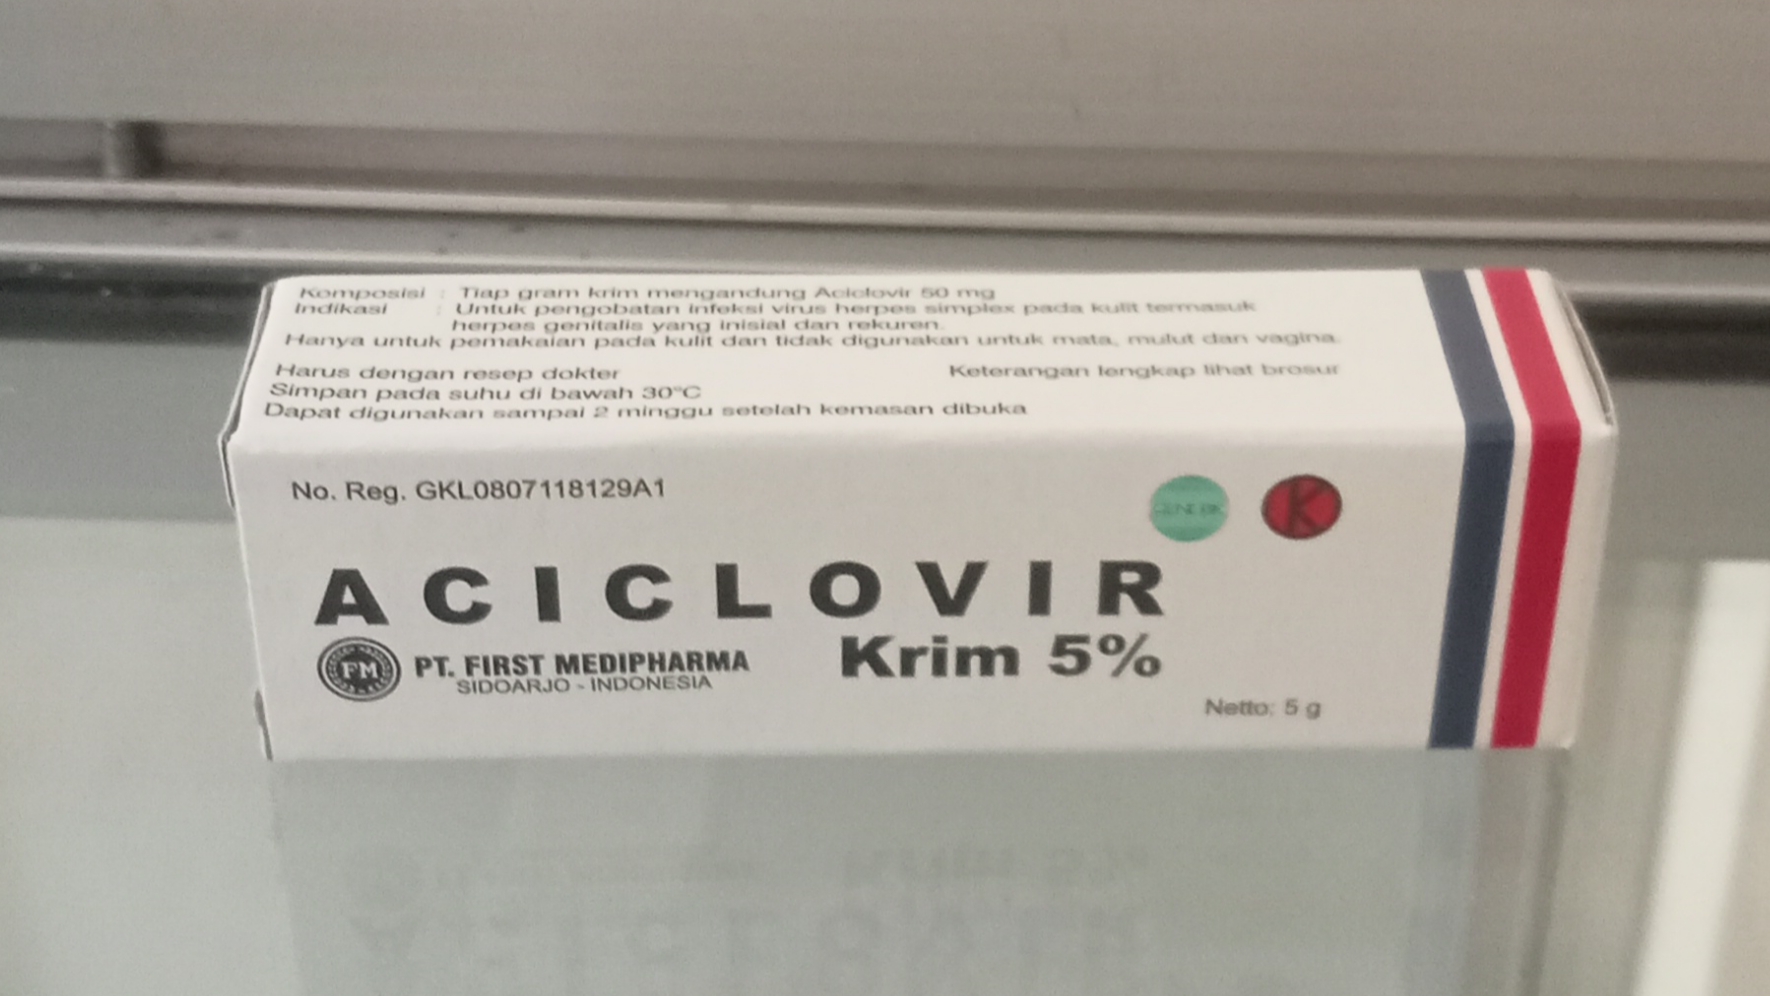 Komposisi : Tiap gram krim mengandung Aciclovir 50 mg
Indikasi : Untuk pengobatan infeksi virus herpes simplex pada kulit termasuk
herpes genitalis yang inisial dan rekuren.
Hanya untuk pemakaian pada kulit dan tidak digunakan untuk mata, mulut dan vagina.
Harus dengan resep dokter Keterangan lengkap lihat brosur
Simpan pada suhu di bawah 30°C
Dapat digunakan sampai 2 minggu setelah kemasan dibuka
No. Reg. GKL0807118129A1
GENERIK K
ACICLOVIR
Krim 5%
FM PT. FIRST MEDIPHARMA
SIDOARJO - INDONESIA
Netto: 5 g